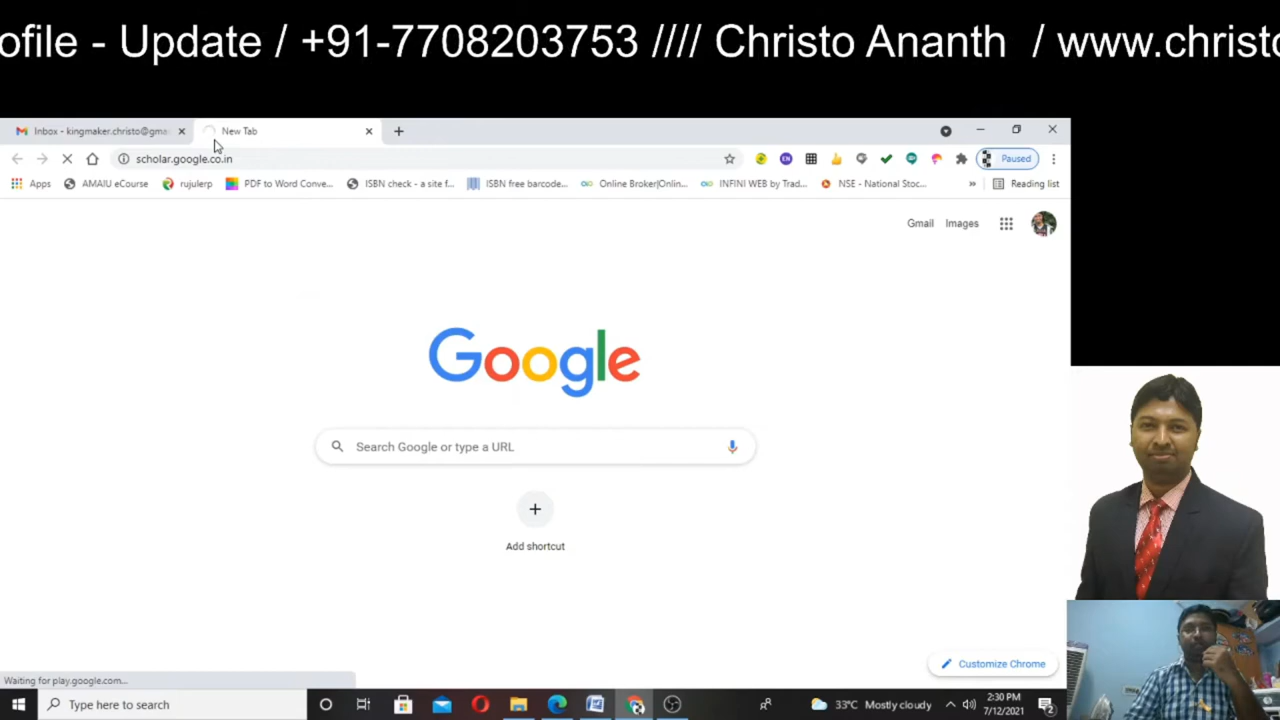 ofile - Update / +91-7708203753 //// Christo Ananth / www.christo
Inbox - kingmaker.christo@gma
New Tab
scholar.google.co.in
Paused
Apps
AMAIU eCourse
rujulerp
PDF to Word Conve...
ISBN check - a site f...
ISBN free barcode...
Online Broker|Onlin...
INFINI WEB by Trad...
NSE - National Stoc...
»
Reading list
Gmail
Images
Google
Search Google or type a URL
Add shortcut
Customize Chrome
Waiting for play.google.com...
Type here to search
33°C Mostly cloudy
2:30 PM
7/12/2021
2